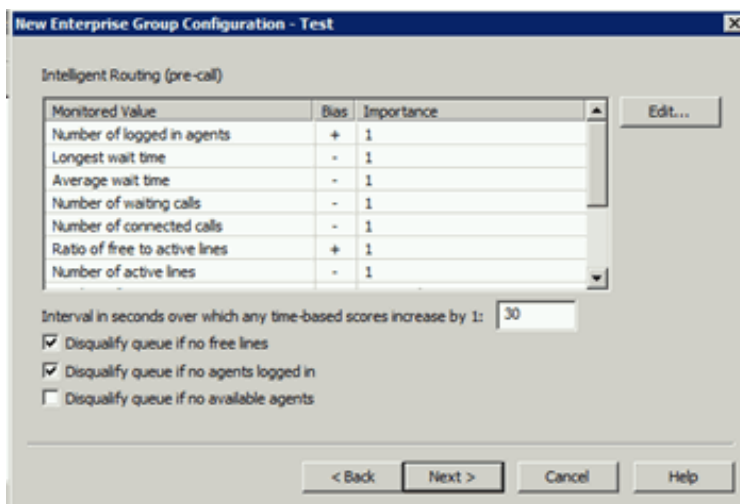 New Enterprise Group Configuration - Test
Intelligent Routing (pre-call)
Monitored Value Bias Importance
Number of logged in agents + 1
Longest wait time - 1
Average wait time - 1
Number of waiting calls - 1
Number of connected calls - 1
Ratio of free to active lines + 1
Number of active lines - 1
Edit...
Interval in seconds over which any time-based scores increase by 1: 30
Disqualify queue if no free lines
Disqualify queue if no agents logged in
Disqualify queue if no available agents
< Back Next > Cancel Help